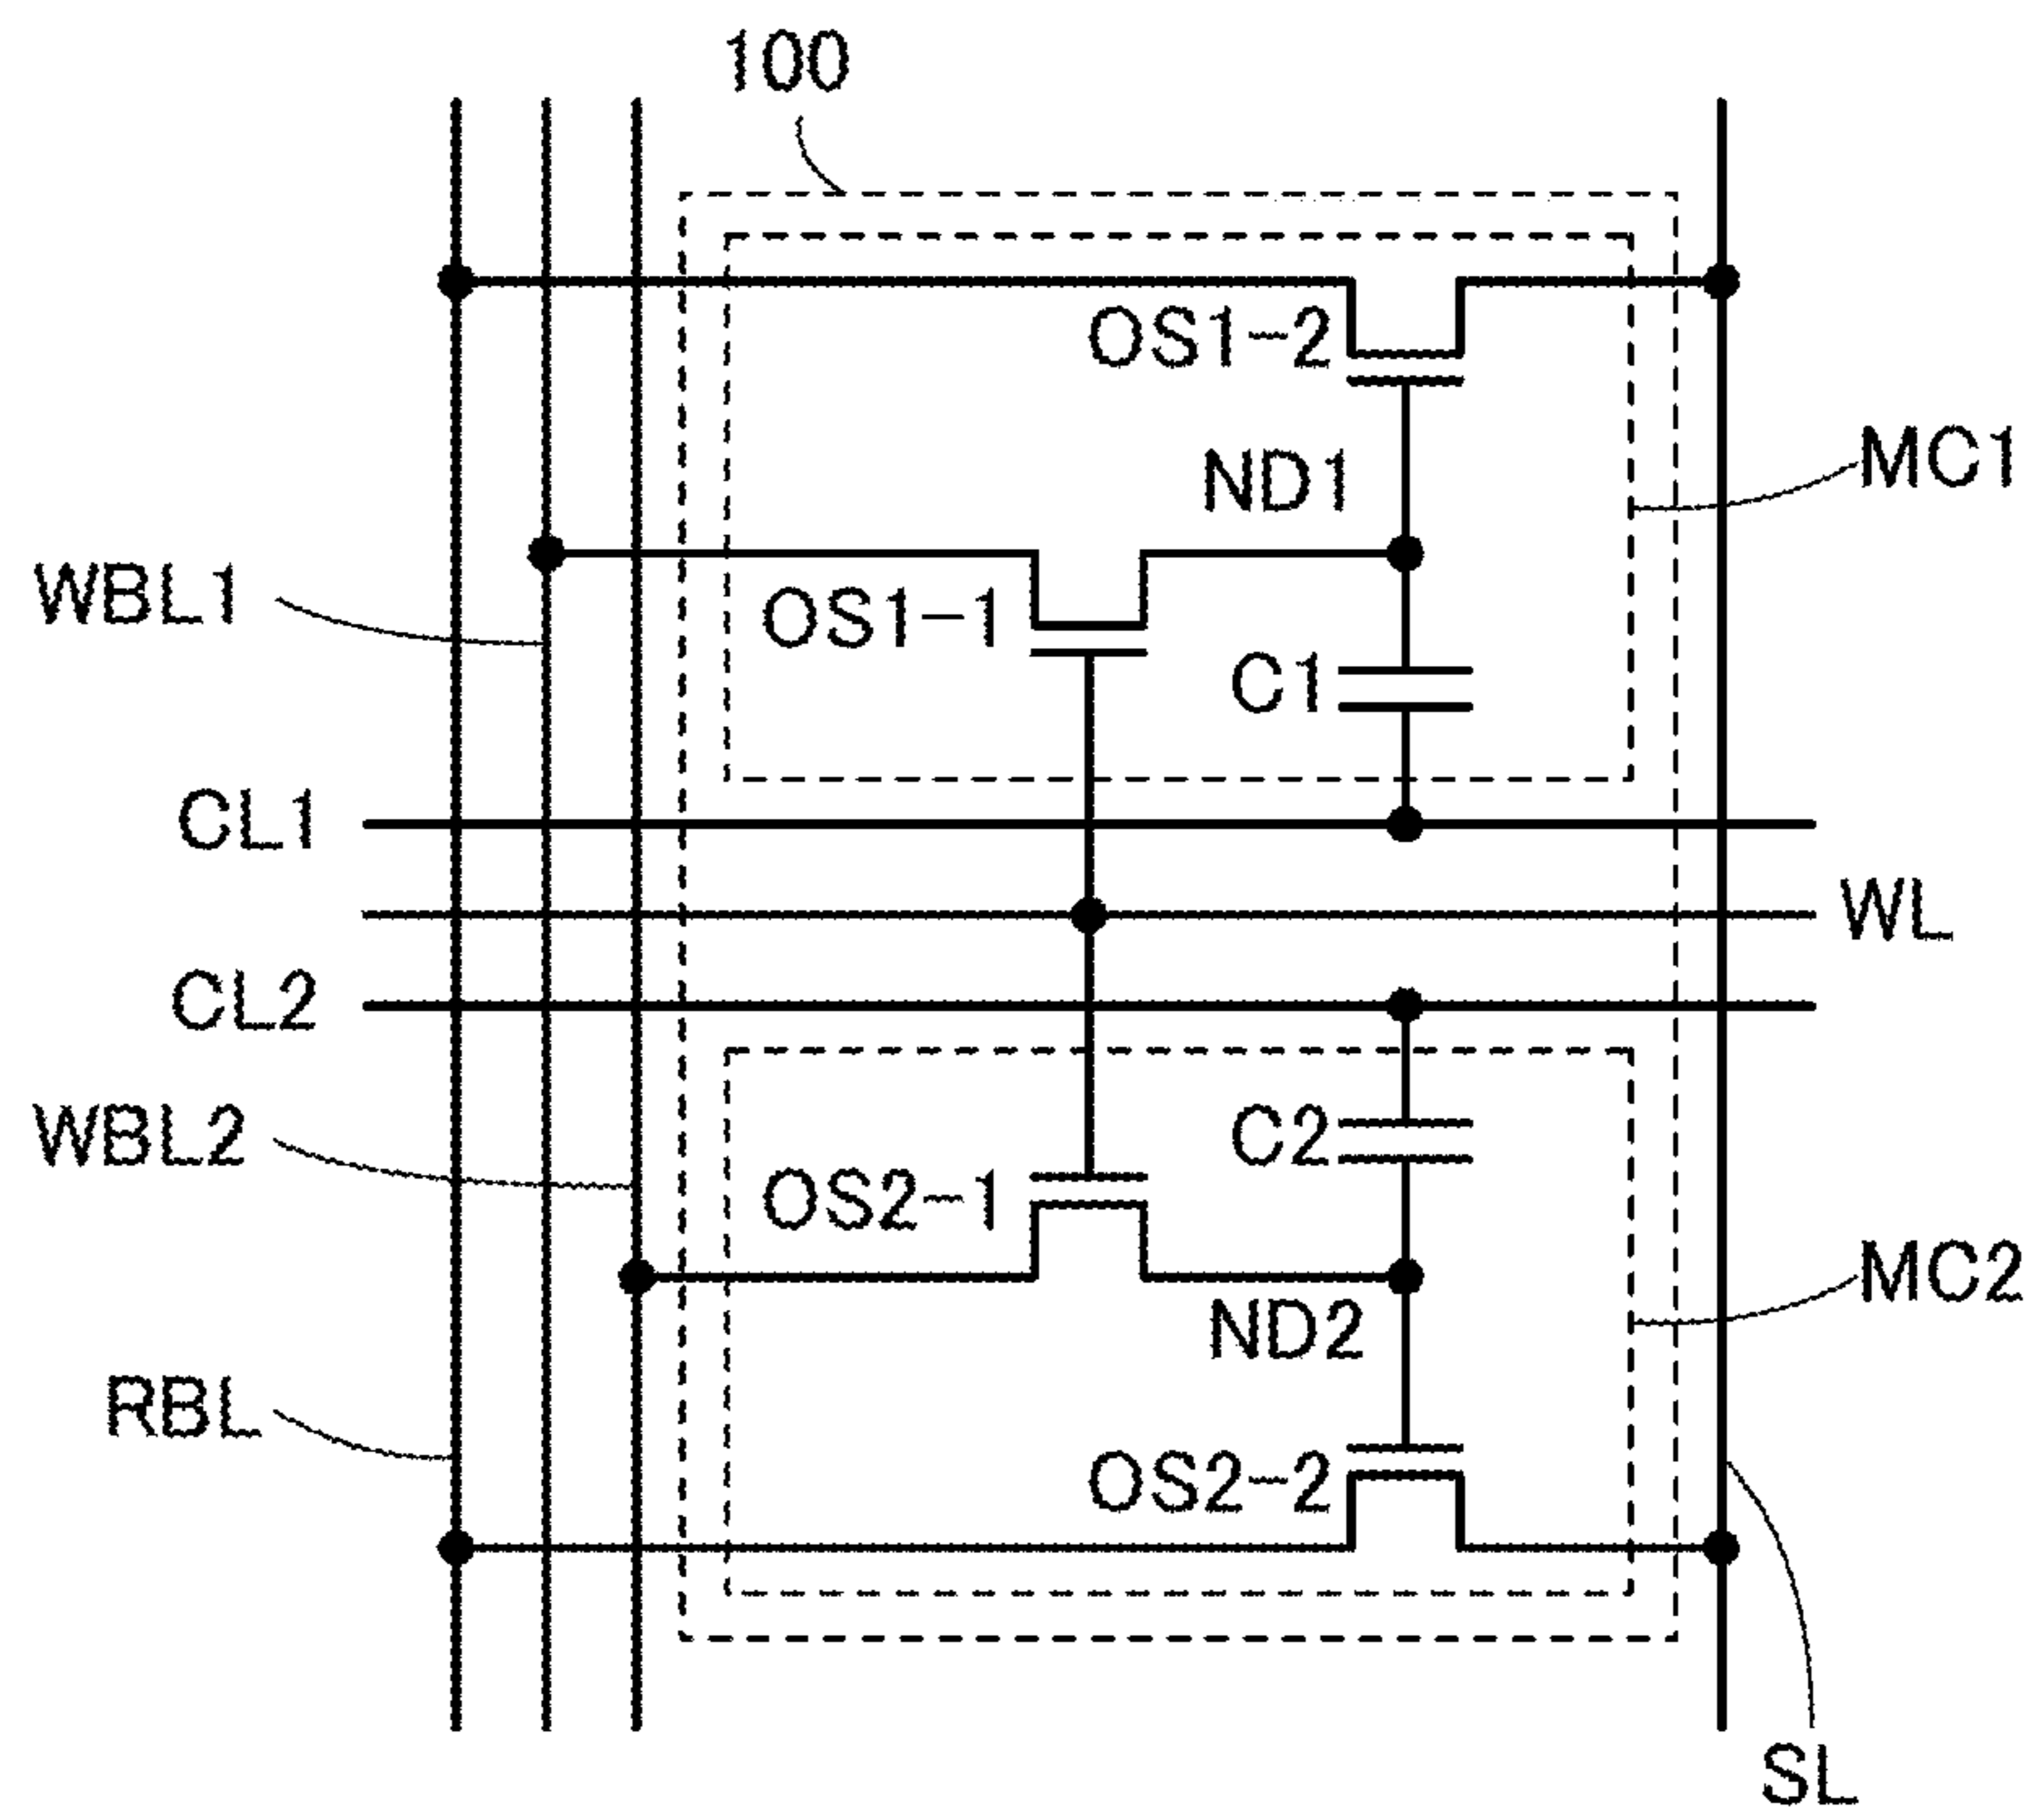 100
OS1-2
ND1
MC1
WBL1
OS1-1
C1
CL1
WL
CL2
WBL2
C2
OS2-1
MC2
ND2
RBL
OS2-2
SL